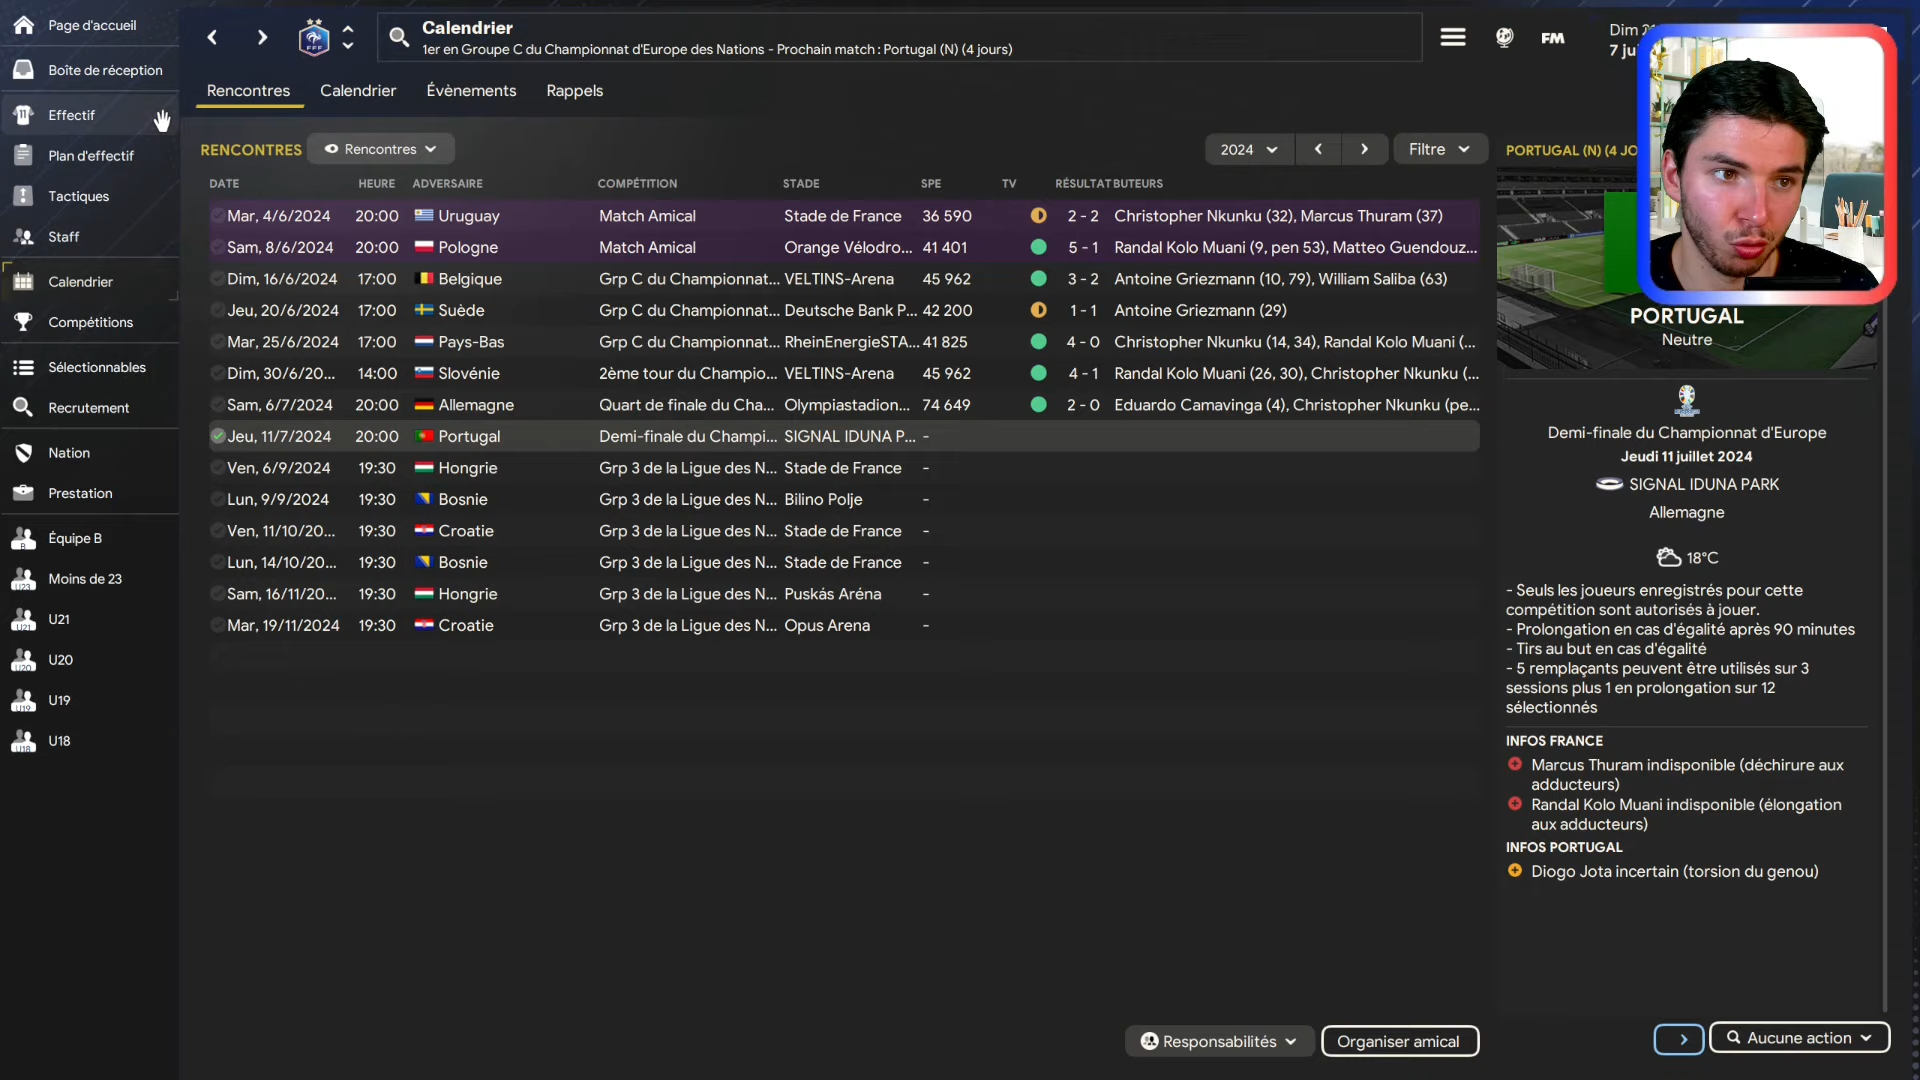 Page d'accueil
Boîte de réception
Effectif
Plan d'effectif
Tactiques
Staff
Calendrier
Compétitions
Sélectionnables
Recrutement
Nation
Prestation
Équipe B
Moins de 23
U21
U20
U19
U18
Calendrier
1er en Groupe C du Championnat d'Europe des Nations - Prochain match : Portugal (N) (4 jours)
FM
Dim
7 jui
Rencontres Calendrier Évènements Rappels
RENCONTRES Rencontres 2024 Filtre
DATE HEURE ADVERSAIRE COMPÉTITION STADE SPE TV RÉSULTAT BUTEURS
Mar, 4/6/2024 20:00 Uruguay Match Amical Stade de France 36 590 2 - 2 Christopher Nkunku (32), Marcus Thuram (37)
Sam, 8/6/2024 20:00 Pologne Match Amical Orange Vélodro... 41 401 5 - 1 Randal Kolo Muani (9, pen 53), Matteo Guendouz...
Dim, 16/6/2024 17:00 Belgique Grp C du Championnat... VELTINS-Arena 45 962 3 - 2 Antoine Griezmann (10, 79), William Saliba (63)
Jeu, 20/6/2024 17:00 Suède Grp C du Championnat... Deutsche Bank P... 42 200 1 - 1 Antoine Griezmann (29)
Mar, 25/6/2024 17:00 Pays-Bas Grp C du Championnat... RheinEnergieSTA... 41 825 4 - 0 Christopher Nkunku (14, 34), Randal Kolo Muani (...
Dim, 30/6/20... 14:00 Slovénie 2ème tour du Champio... VELTINS-Arena 45 962 4 - 1 Randal Kolo Muani (26, 30), Christopher Nkunku (...
Sam, 6/7/2024 20:00 Allemagne Quart de finale du Cha... Olympiastadion... 74 649 2 - 0 Eduardo Camavinga (4), Christopher Nkunku (pe...
Jeu, 11/7/2024 20:00 Portugal Demi-finale du Champi... SIGNAL IDUNA P... -
Ven, 6/9/2024 19:30 Hongrie Grp 3 de la Ligue des N... Stade de France -
Lun, 9/9/2024 19:30 Bosnie Grp 3 de la Ligue des N... Bilino Polje -
Ven, 11/10/20... 19:30 Croatie Grp 3 de la Ligue des N... Stade de France -
Lun, 14/10/20... 19:30 Bosnie Grp 3 de la Ligue des N... Stade de France -
Sam, 16/11/20... 19:30 Hongrie Grp 3 de la Ligue des N... Puskás Aréna -
Mar, 19/11/2024 19:30 Croatie Grp 3 de la Ligue des N... Opus Arena -
PORTUGAL (N) (4 JO
PORTUGAL
Neutre
Demi-finale du Championnat d'Europe
Jeudi 11 juillet 2024
SIGNAL IDUNA PARK
Allemagne
18°C
- Seuls les joueurs enregistrés pour cette
compétition sont autorisés à jouer.
- Prolongation en cas d'égalité après 90 minutes
- Tirs au but en cas d'égalité
- 5 remplaçants peuvent être utilisés sur 3
sessions plus 1 en prolongation sur 12
sélectionnés
INFOS FRANCE
Marcus Thuram indisponible (déchirure aux
adducteurs)
Randal Kolo Muani indisponible (élongation
aux adducteurs)
INFOS PORTUGAL
Diogo Jota incertain (torsion du genou)
Responsabilités Organiser amical Aucune action